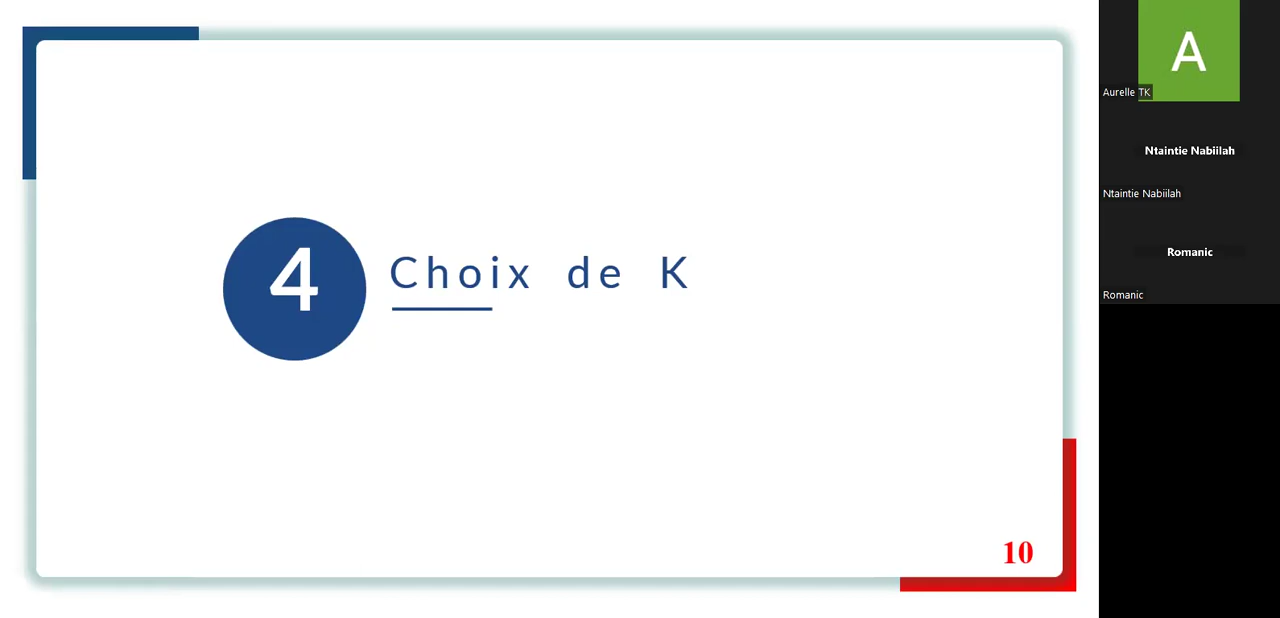 4
Choix de K
10
A
Aurelle TK
Ntaintie Nabiilah
Ntaintie Nabiilah
Romanic
Romanic